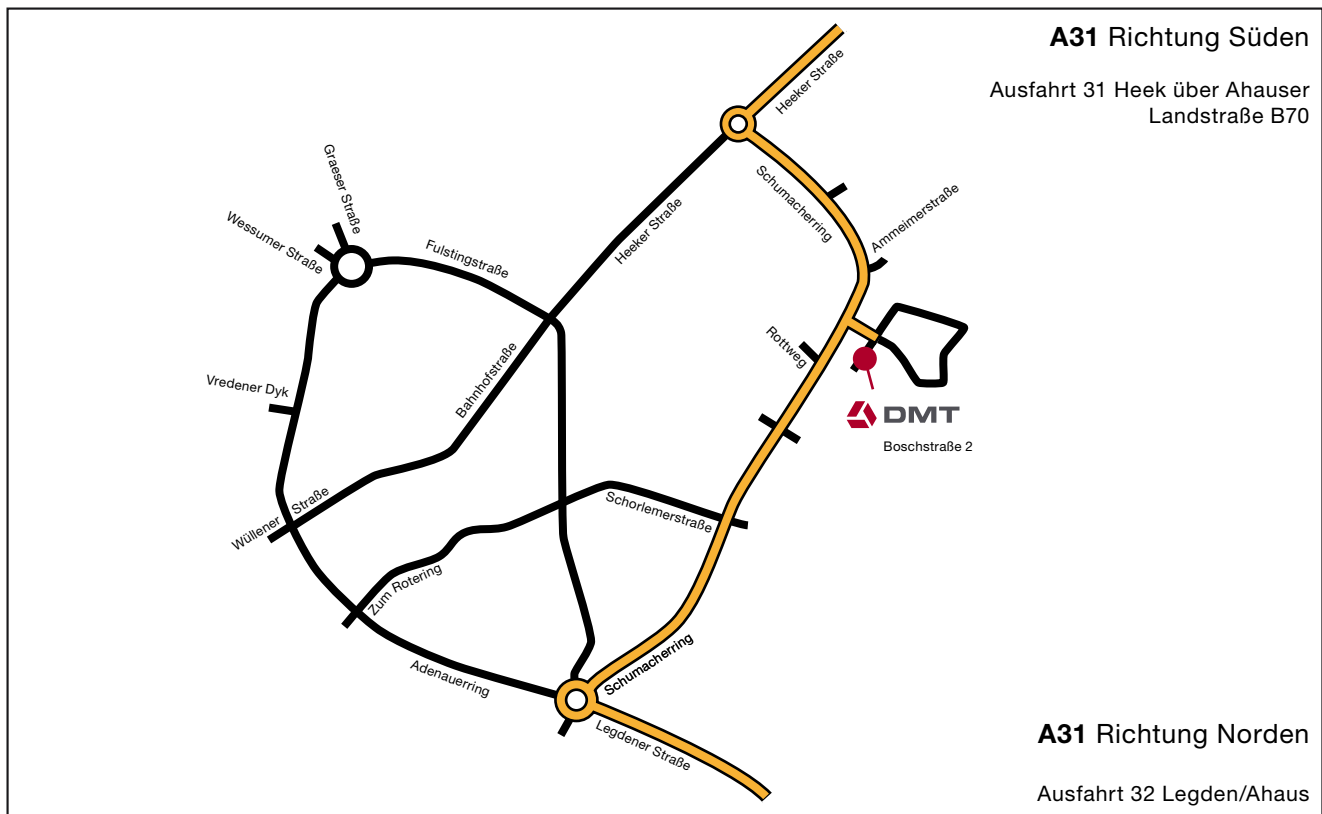 A31 Richtung Süden
Ausfahrt 31 Heek über Ahauser
Landstraße B70
Heeker Straße
Schumacherring
Ammeimerstraße
Graeser Straße
Wessumer Straße
Fulstingstraße
Heeker Straße
Rottweg
Bahnhofstraße
Vredener Dyk
DMT
Boschstraße 2
Wüllener Straße
Schorlemerstraße
Zum Rotering
Schumacherring
Adenauerring
Legdener Straße
A31 Richtung Norden
Ausfahrt 32 Legden/Ahaus